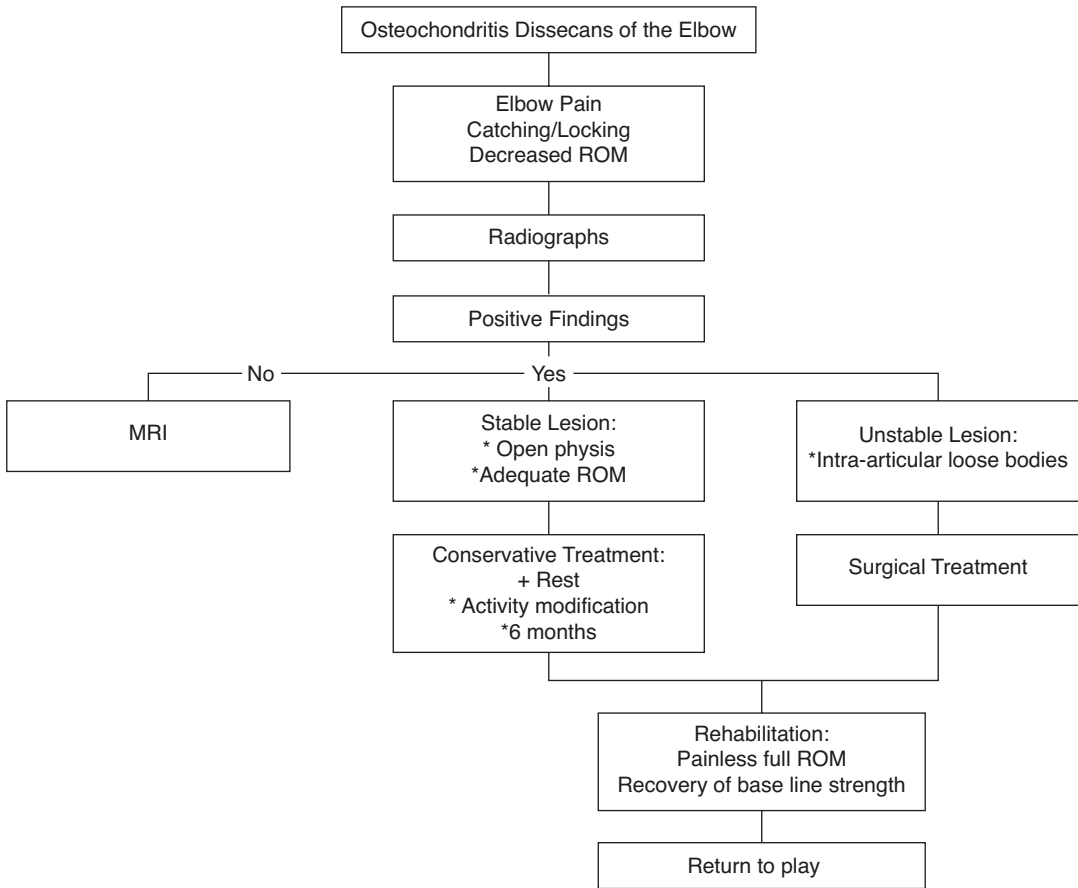 Osteochondritis Dissecans of the Elbow
Elbow Pain
Catching/Locking
Decreased ROM
Radiographs
Positive Findings
No
Yes
MRI
Stable Lesion:
* Open physis
*Adequate ROM
Unstable Lesion:
*Intra-articular loose bodies
Conservative Treatment:
+ Rest
* Activity modification
*6 months
Surgical Treatment
Rehabilitation:
Painless full ROM
Recovery of base line strength
Return to play